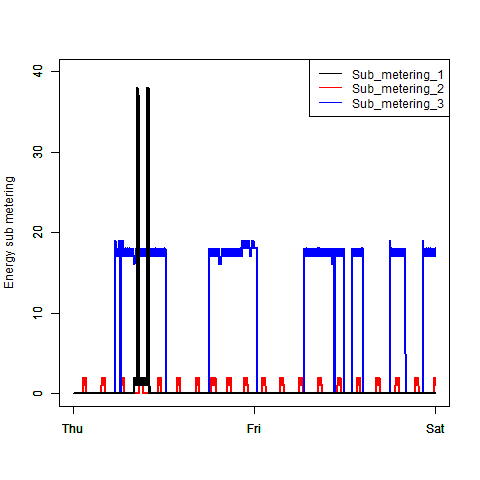 40
30
20
10
0
Energy sub metering
Sub_metering_1
Sub_metering_2
Sub_metering_3
Thu Fri Sat